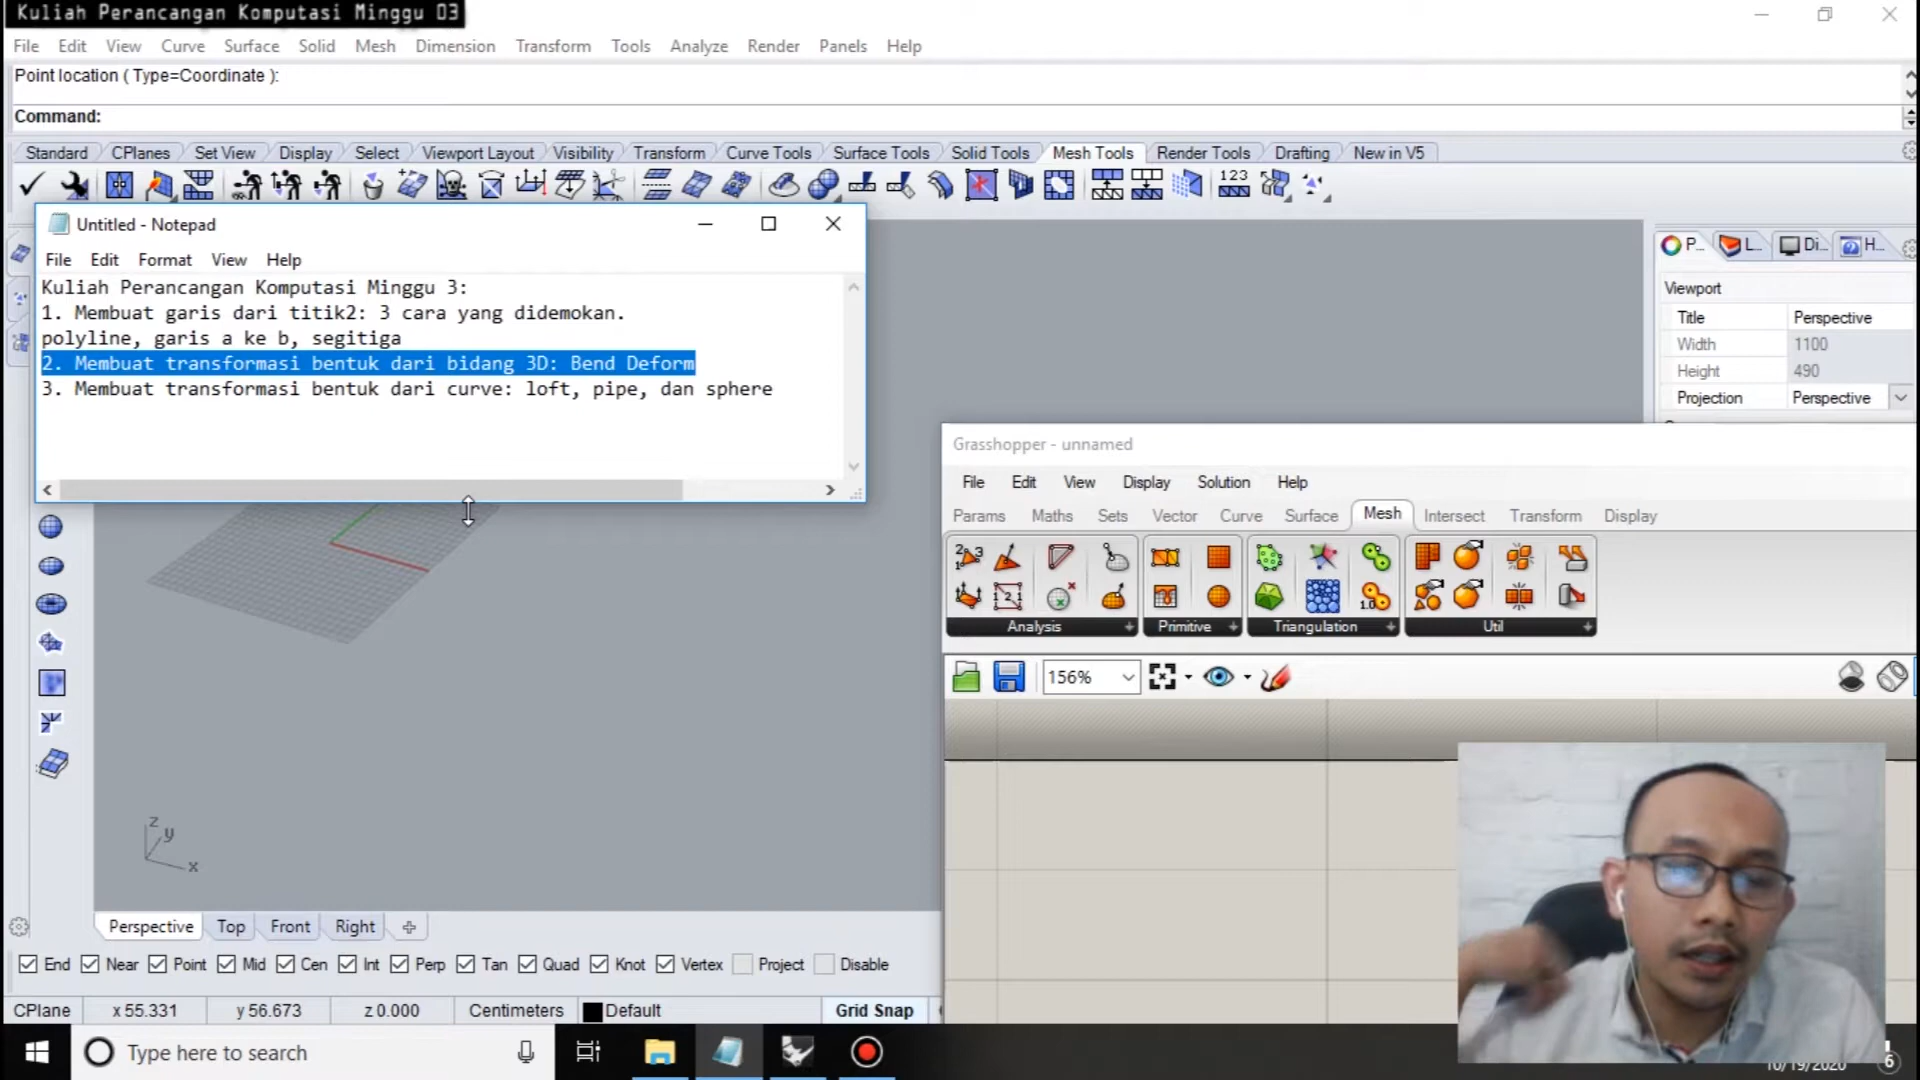 Kuliah Perancangan Komputasi Minggu 03
File Edit View Curve Surface Solid Mesh Dimension Transform Tools Analyze Render Panels Help
Point location ( Type=Coordinate ):
Command:
Standard CPlanes Set View Display Select Viewport Layout Visibility Transform Curve Tools Surface Tools Solid Tools Mesh Tools Render Tools Drafting New in V5
123
Untitled - Notepad
File Edit Format View Help
Kuliah Perancangan Komputasi Minggu 3:
1. Membuat garis dari titik2: 3 cara yang didemokan.
polyline, garis a ke b, segitiga
2. Membuat transformasi bentuk dari bidang 3D: Bend Deform
3. Membuat transformasi bentuk dari curve: loft, pipe, dan sphere
P... L... Di... H...
Viewport
Title Perspective
Width 1100
Height 490
Projection Perspective
Grasshopper - unnamed
File Edit View Display Solution Help
Params Maths Sets Vector Curve Surface Mesh Intersect Transform Display
Analysis Primitive Triangulation Util
156%
z
y
x
Perspective Top Front Right
End Near Point Mid Cen Int Perp Tan Quad Knot Vertex Project Disable
CPlane x 55.331 y 56.673 z 0.000 Centimeters Default Grid Snap
Type here to search
10/19/2020
6